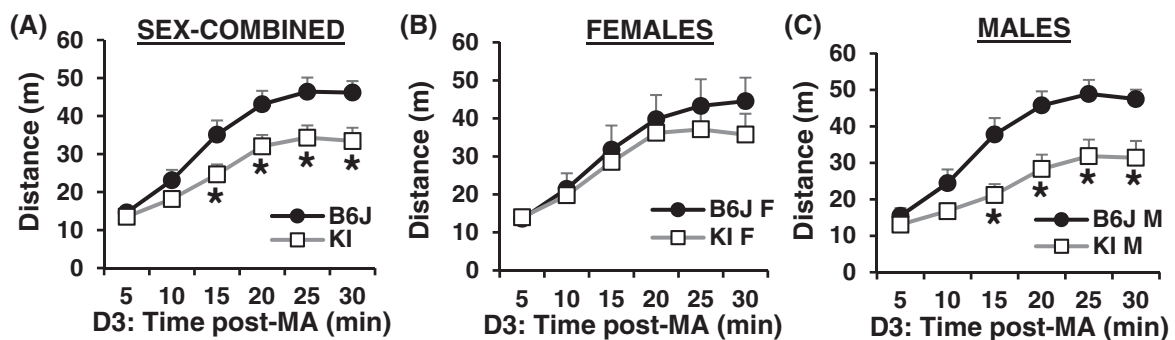 (A) SEX-COMBINED
60
50
40
30
20
10
0
Distance (m)
*
*
*
*
B6J
KI
5 10 15 20 25 30
D3: Time post-MA (min)
(B) FEMALES
60
50
40
30
20
10
0
Distance (m)
B6J F
KI F
5 10 15 20 25 30
D3: Time post-MA (min)
(C) MALES
60
50
40
30
20
10
0
Distance (m)
*
*
*
*
B6J M
KI M
5 10 15 20 25 30
D3: Time post-MA (min)